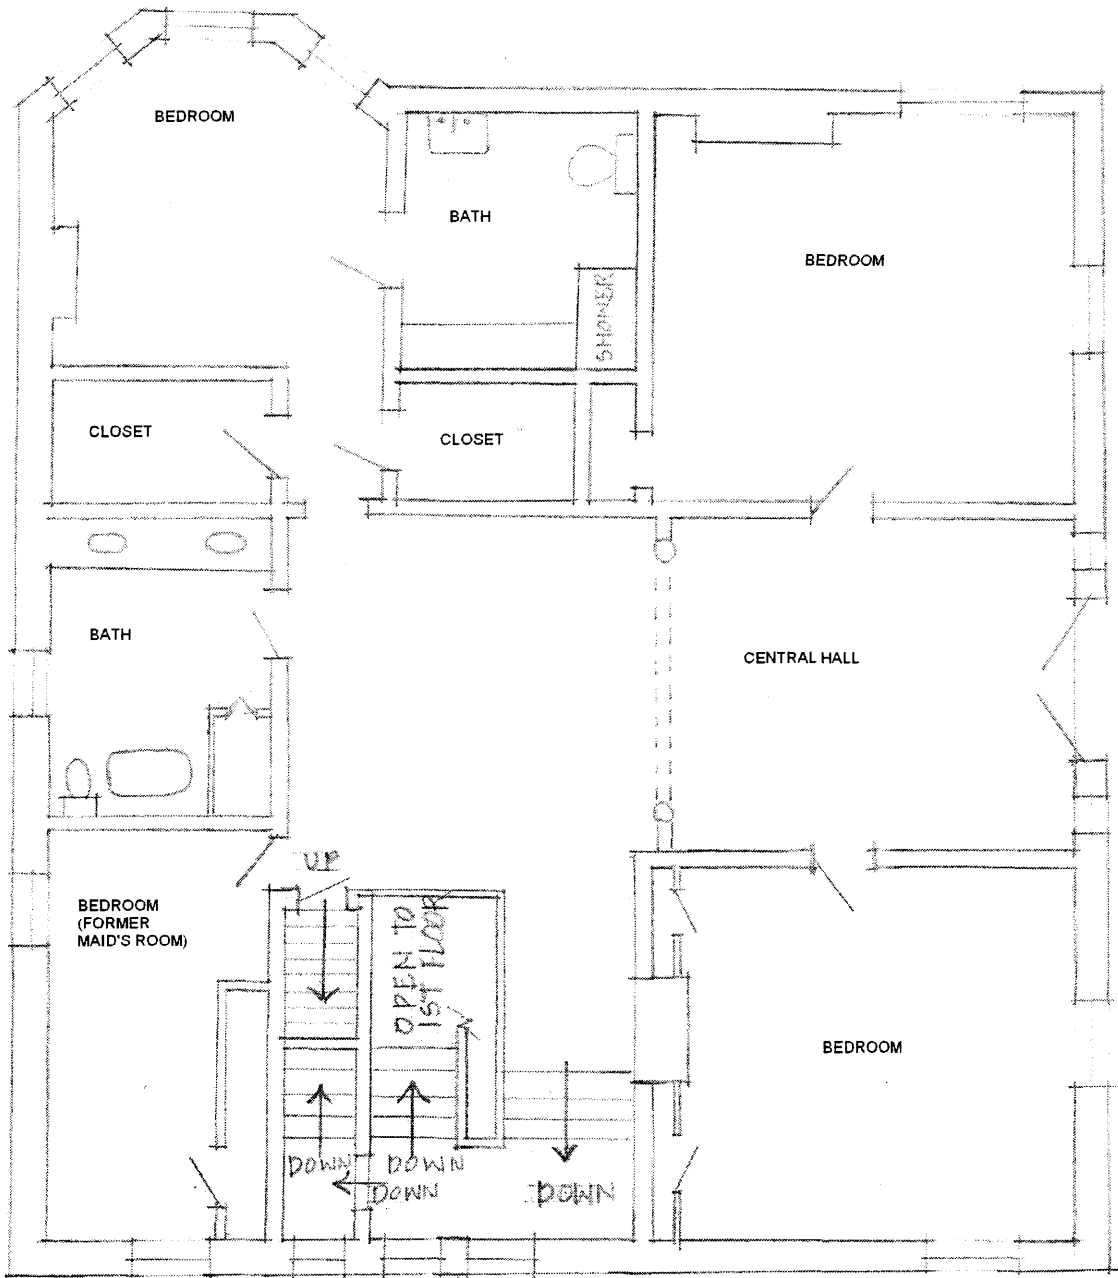 BEDROOM
BATH
BEDROOM
SHOWER
CLOSET
CLOSET
BATH
CENTRAL HALL
UP
BEDROOM
(FORMER
MAID'S ROOM)
OPEN TO
1ST FLOOR
BEDROOM
DOWN
DOWN
DOWN
DOWN